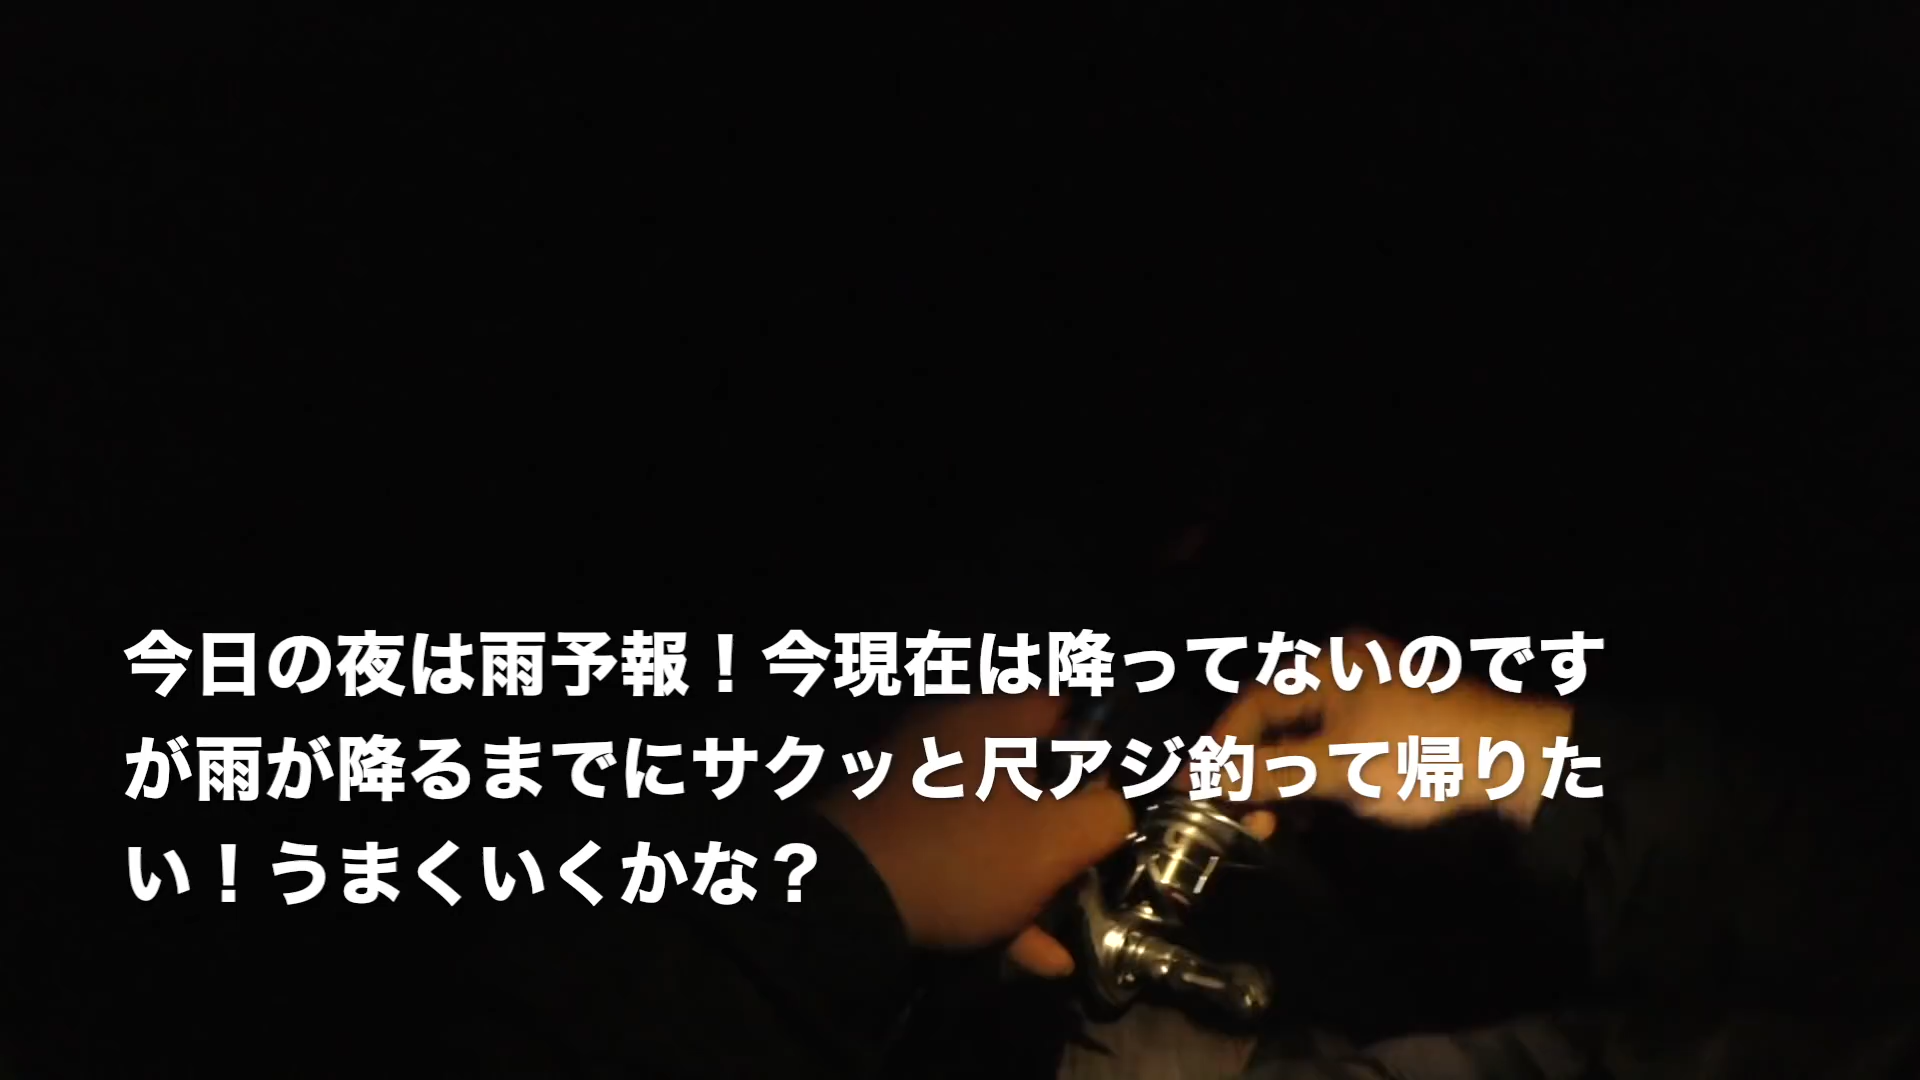 今日の夜は雨予報！今現在は降ってないのです
が雨が降るまでにサクッと尺アジ釣って帰りた
い！うまくいくかな？